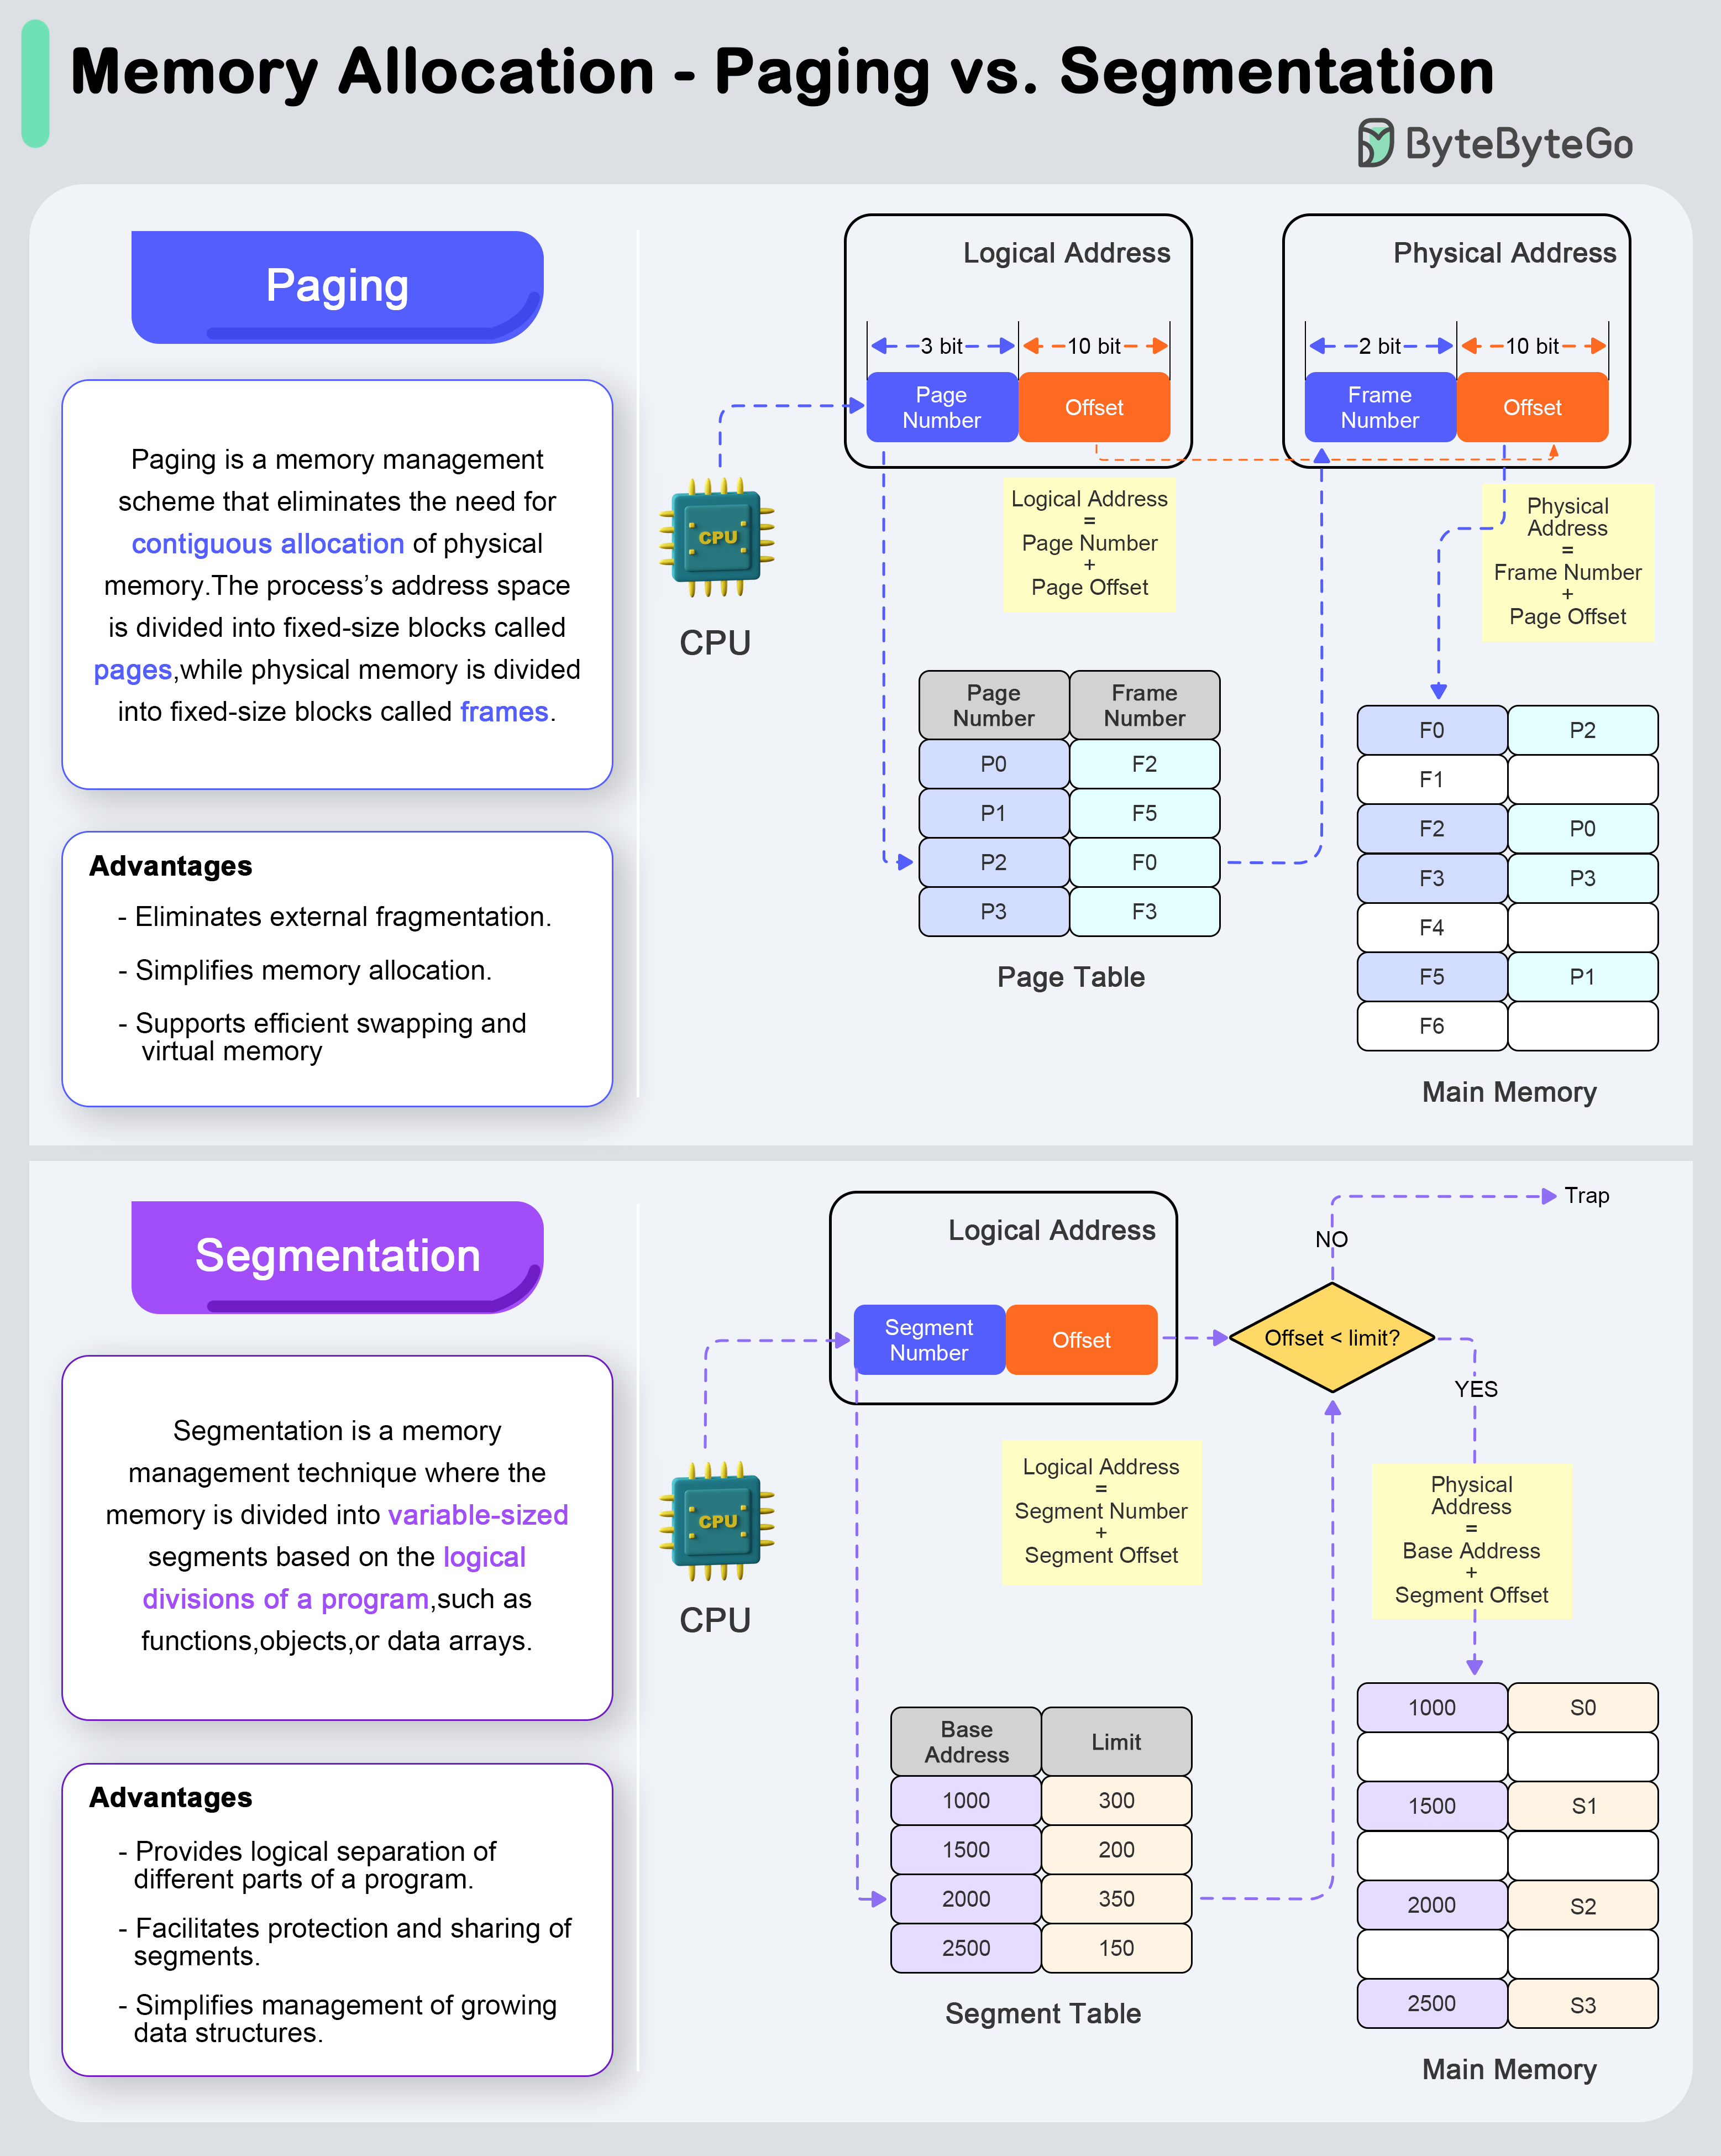 Memory Allocation - Paging vs. Segmentation
ByteByteGo
Paging
Paging is a memory management
scheme that eliminates the need for
contiguous allocation of physical
memory.The process’s address space
is divided into fixed-size blocks called
pages,while physical memory is divided
into fixed-size blocks called frames.
Advantages
- Eliminates external fragmentation.
- Simplifies memory allocation.
- Supports efficient swapping and
virtual memory
CPU
CPU
Logical Address
3 bit
10 bit
Page
Number
Offset
Logical Address
=
Page Number
+
Page Offset
Physical Address
2 bit
10 bit
Frame
Number
Offset
Physical
Address
=
Frame Number
+
Page Offset
Page
Number
Frame
Number
P0 F2
P1 F5
P2 F0
P3 F3
Page Table
F0 P2
F1
F2 P0
F3 P3
F4
F5 P1
F6
Main Memory
Segmentation
Segmentation is a memory
management technique where the
memory is divided into variable-sized
segments based on the logical
divisions of a program,such as
functions,objects,or data arrays.
Advantages
- Provides logical separation of
different parts of a program.
- Facilitates protection and sharing of
segments.
- Simplifies management of growing
data structures.
CPU
CPU
Logical Address
Segment
Number
Offset
Logical Address
=
Segment Number
+
Segment Offset
Offset < limit?
NO
Trap
YES
Physical
Address
=
Base Address
+
Segment Offset
Base
Address
Limit
1000 300
1500 200
2000 350
2500 150
Segment Table
1000 S0
1500 S1
2000 S2
2500 S3
Main Memory